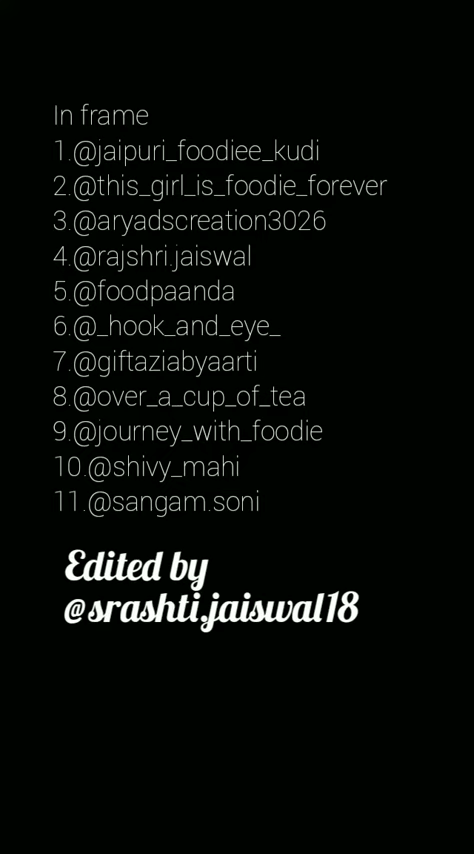 In frame
1.@jaipuri_foodiee_kudi
2.@this_girl_is_foodie_forever
3.@aryadscreation3026
4.@rajshri.jaiswal
5.@foodpaanda
6.@_hook_and_eye_
7.@giftaziabyaarti
8.@over_a_cup_of_tea
9.@journey_with_foodie
10.@shivy_mahi
11.@sangam.soni
Edited by
@srashti.jaiswal18